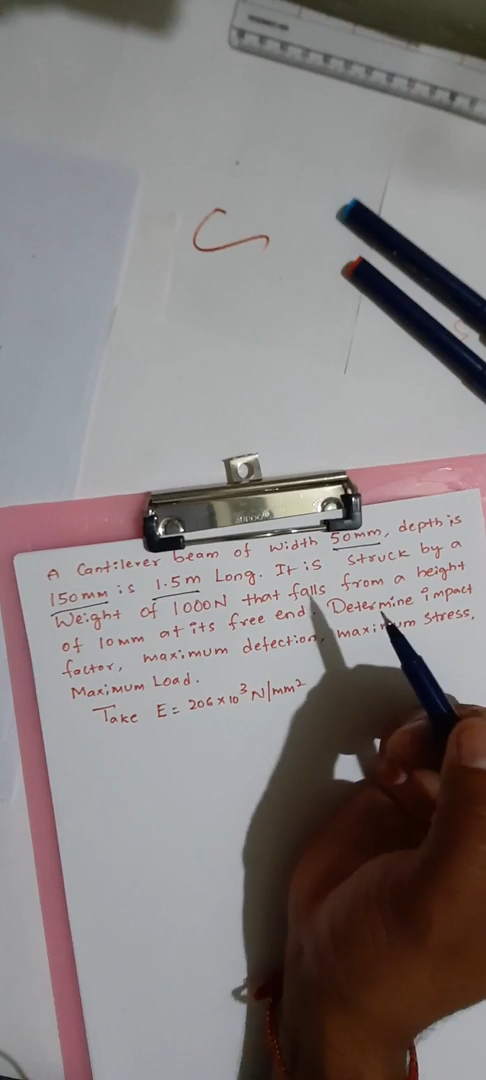 A Cantilever beam of width 50mm, depth is
150mm is 1.5m Long. It is struck by a
Weight of 1000N that falls from a height
of 10mm at its free end. Determine impact
factor, maximum defection, maximum stress,
Maximum Load.
Take E = 206×10³ N/mm²